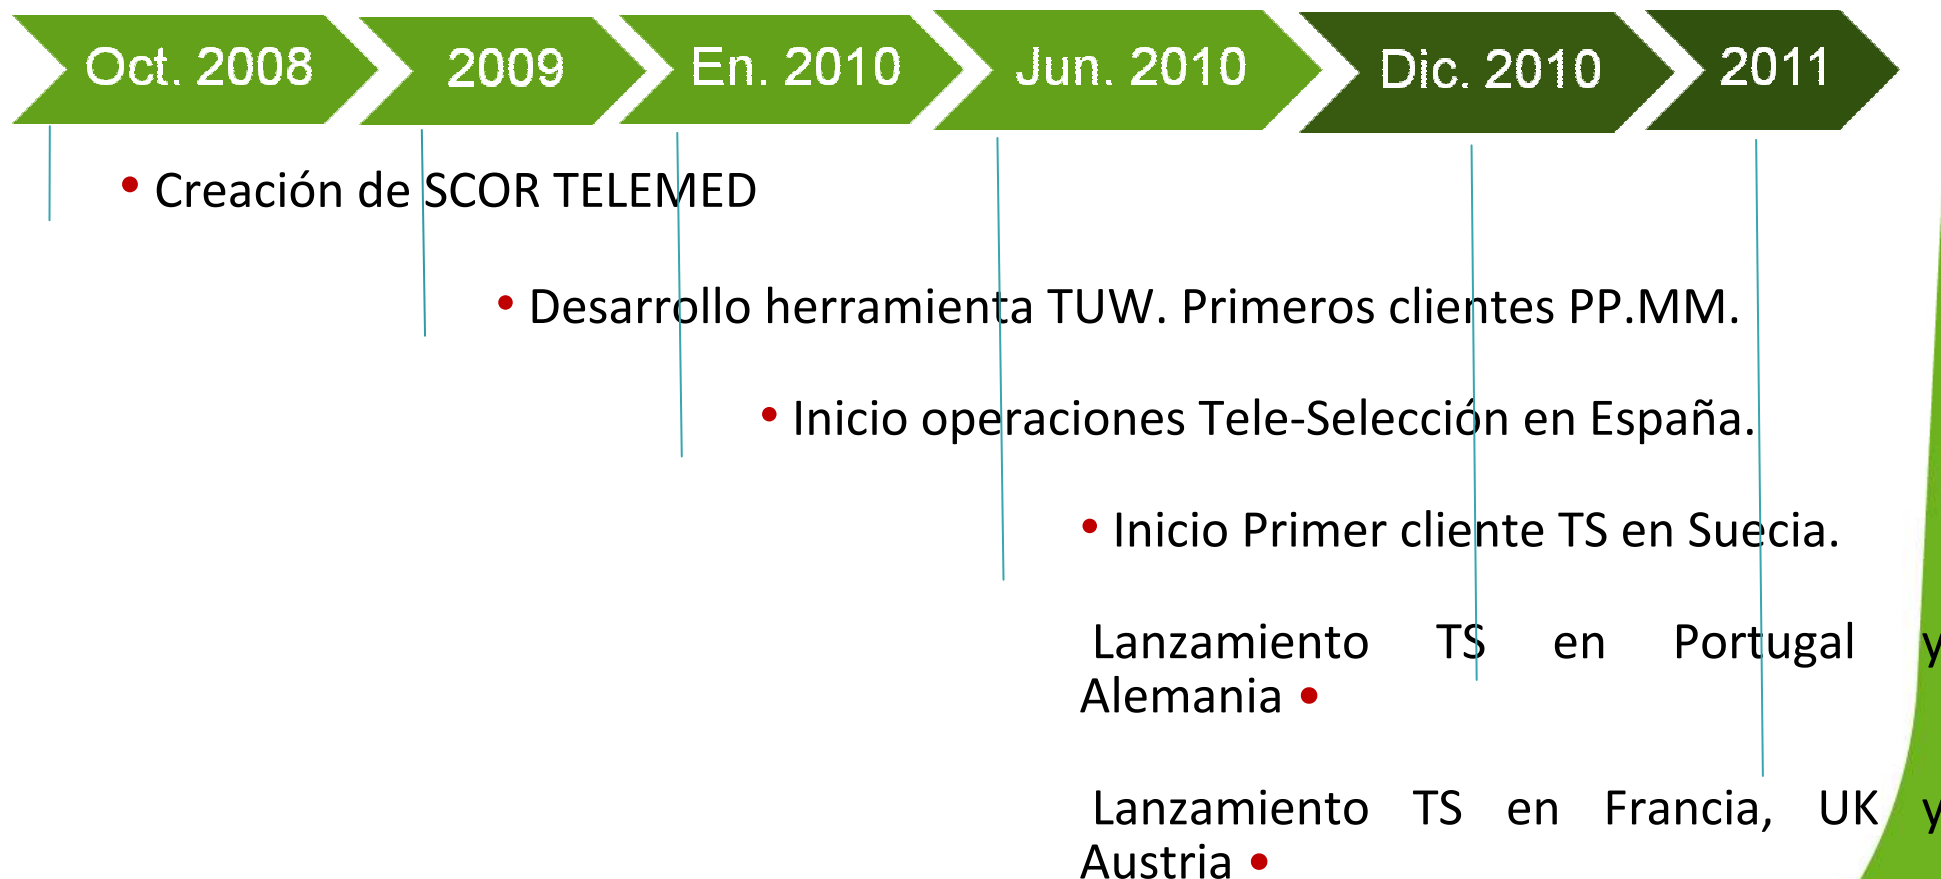 Oct. 2008 2009 En. 2010 Jun. 2010 Dic. 2010 2011
• Creación de SCOR TELEMED
• Desarrollo herramienta TUW. Primeros clientes PP.MM.
• Inicio operaciones Tele-Selección en España.
• Inicio Primer cliente TS en Suecia.
Lanzamiento TS en Portugal y
Alemania •
Lanzamiento TS en Francia, UK y
Austria •